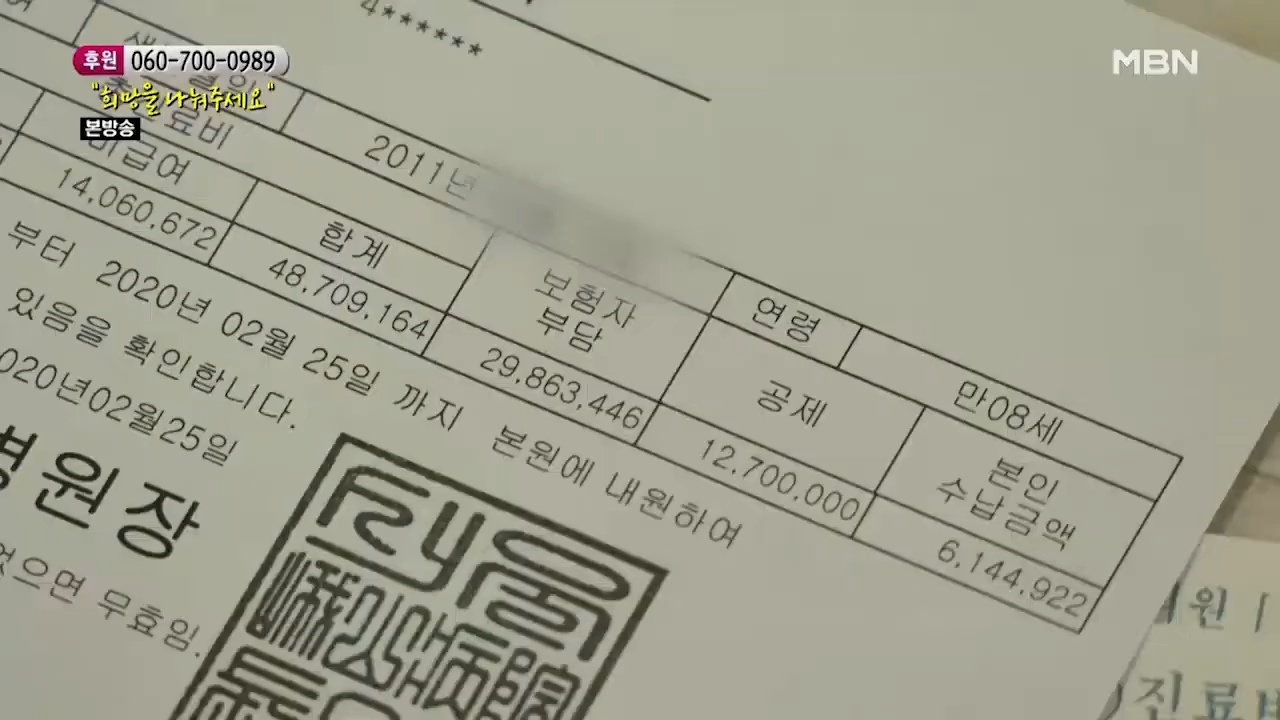 4******
후원 060-700-0989
MBN
"희망을 나눠주세요"
본방송
진료비
2011년
비급여
합계
보험자
부담
연령
만08세
공제
본인
수납금액
14,060,672
48,709,164
29,863,446
12,700,000
6,144,922
부터 2020년 02월 25일 까지 본원에 내원하여
있음을 확인합니다.
2020년02월25일
병원장
었으면 무효임.
병원
진료비